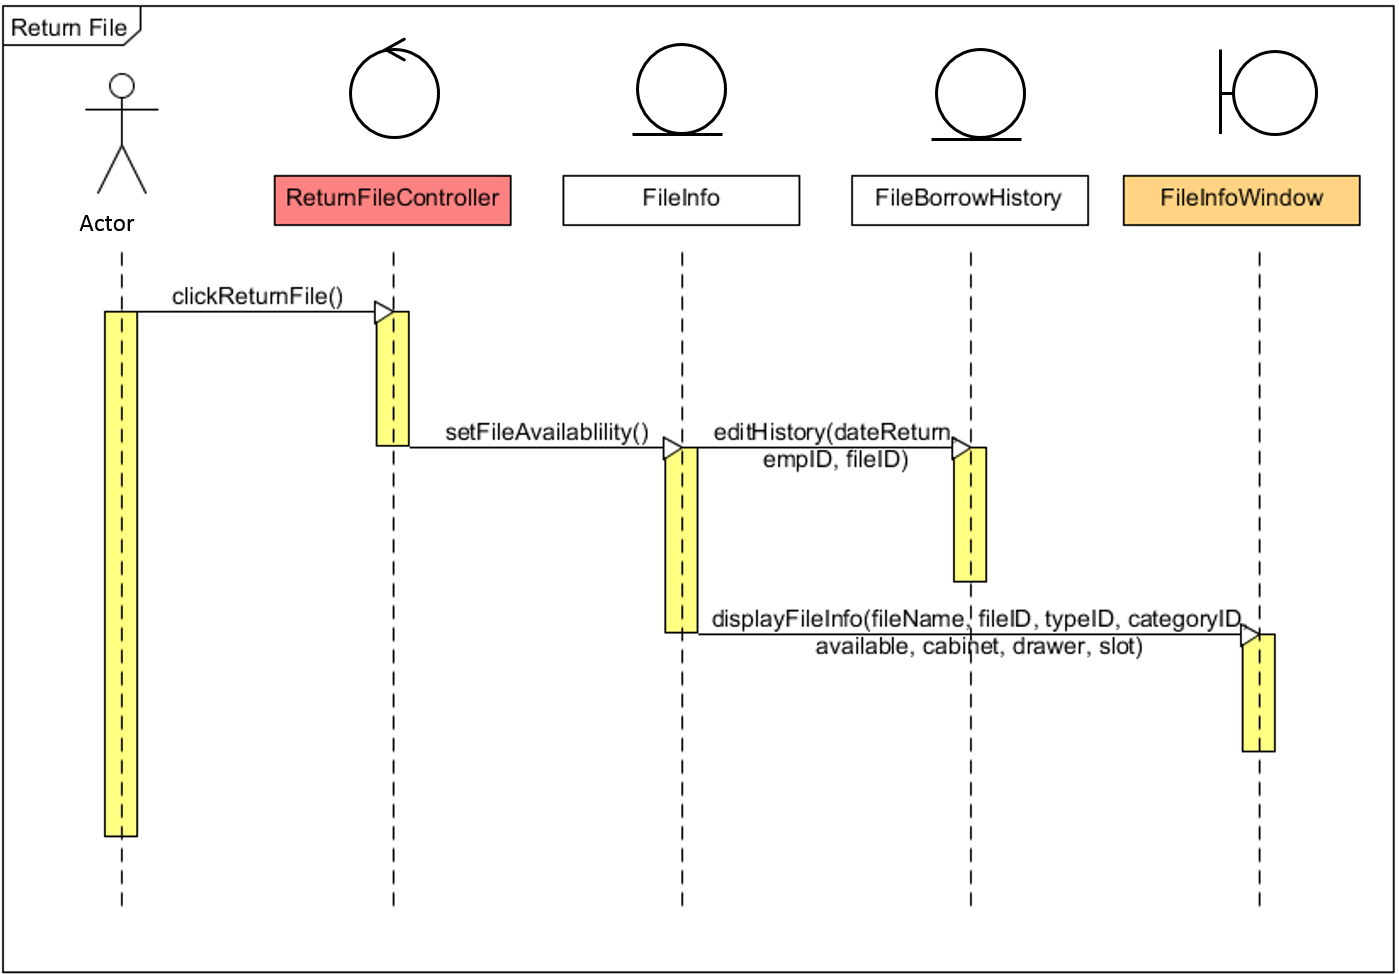 Return File
Actor
ReturnFileController
FileInfo
FileBorrowHistory
FileInfoWindow
clickReturnFile()
setFileAvailablility()
editHistory(dateReturn,
empID, fileID)
displayFileInfo(fileName, fileID, typeID, categoryID,
available, cabinet, drawer, slot)